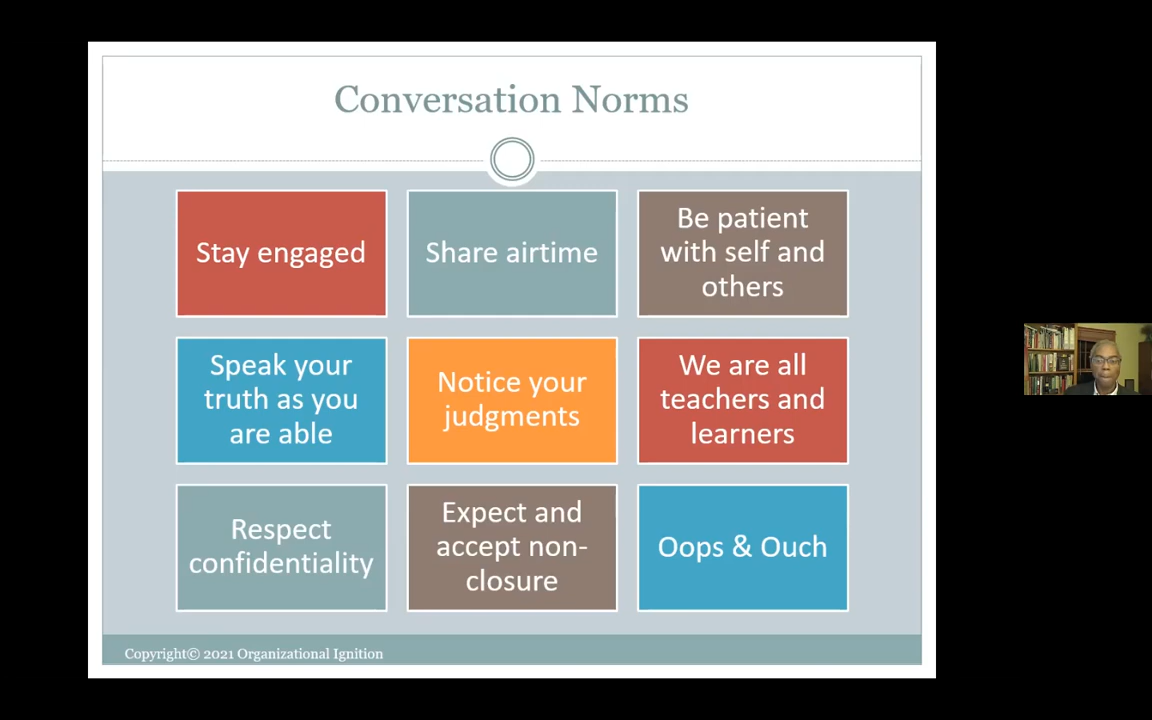 Conversation Norms
Stay engaged
Share airtime
Be patient
with self and
others
Speak your
truth as you
are able
Notice your
judgments
We are all
teachers and
learners
Respect
confidentiality
Expect and
accept non-
closure
Oops & Ouch
Copyright© 2021 Organizational Ignition